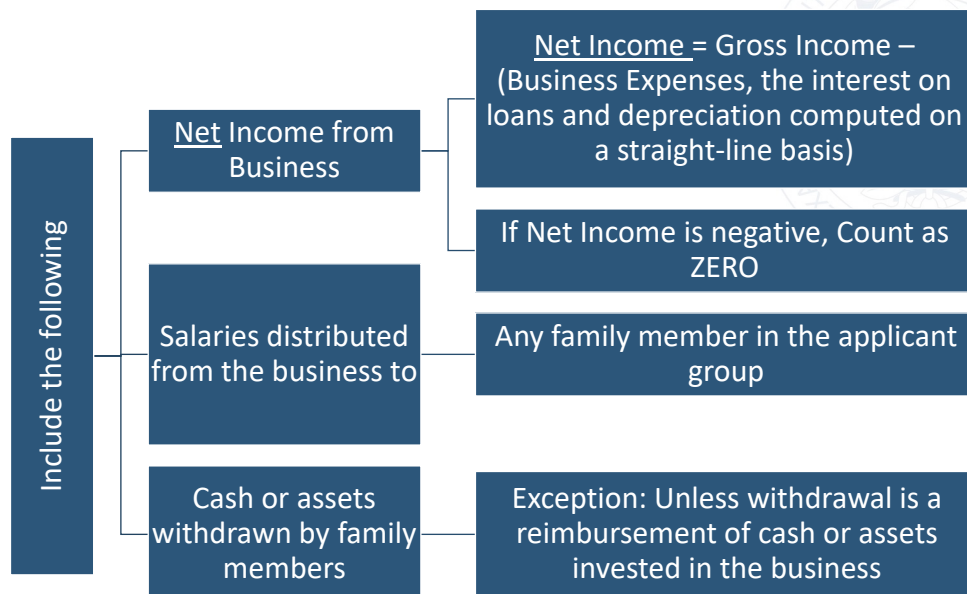 Include the following
Net Income from
Business
Net Income = Gross Income –
(Business Expenses, the interest on
loans and depreciation computed on
a straight-line basis)
If Net Income is negative, Count as
ZERO
Salaries distributed
from the business to
Any family member in the applicant
group
Cash or assets
withdrawn by family
members
Exception: Unless withdrawal is a
reimbursement of cash or assets
invested in the business